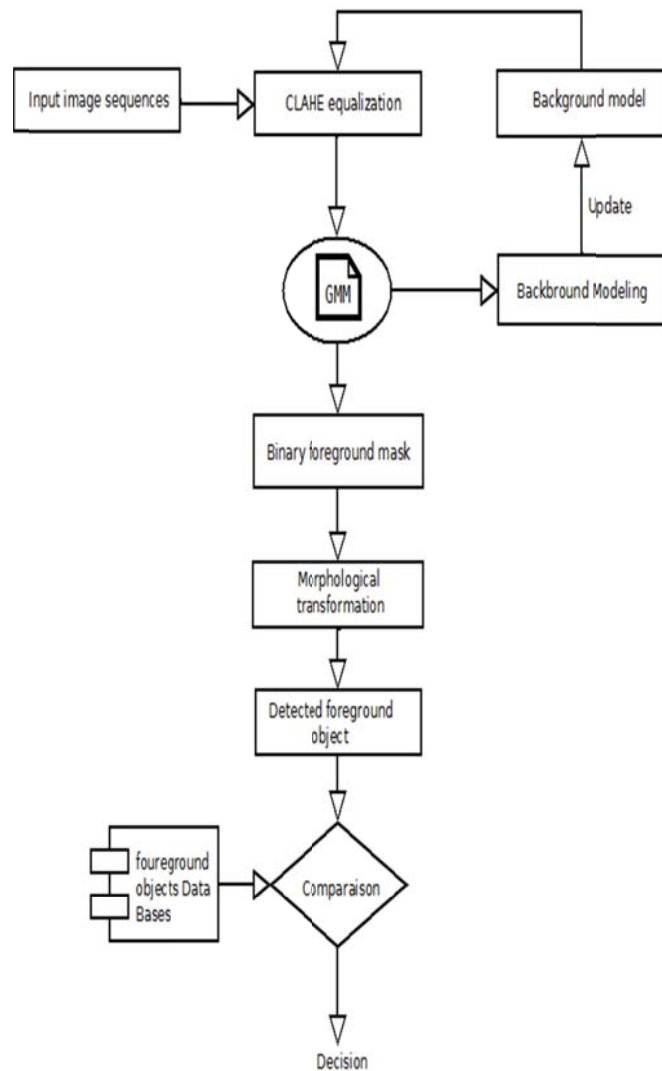 Input image sequences
CLAHE equalization
Background model
Update
GMM
Backbround Modeling
Binary foreground mask
Morphological
transformation
Detected foreground
object
foureground
objects Data
Bases
Comparaison
Decision